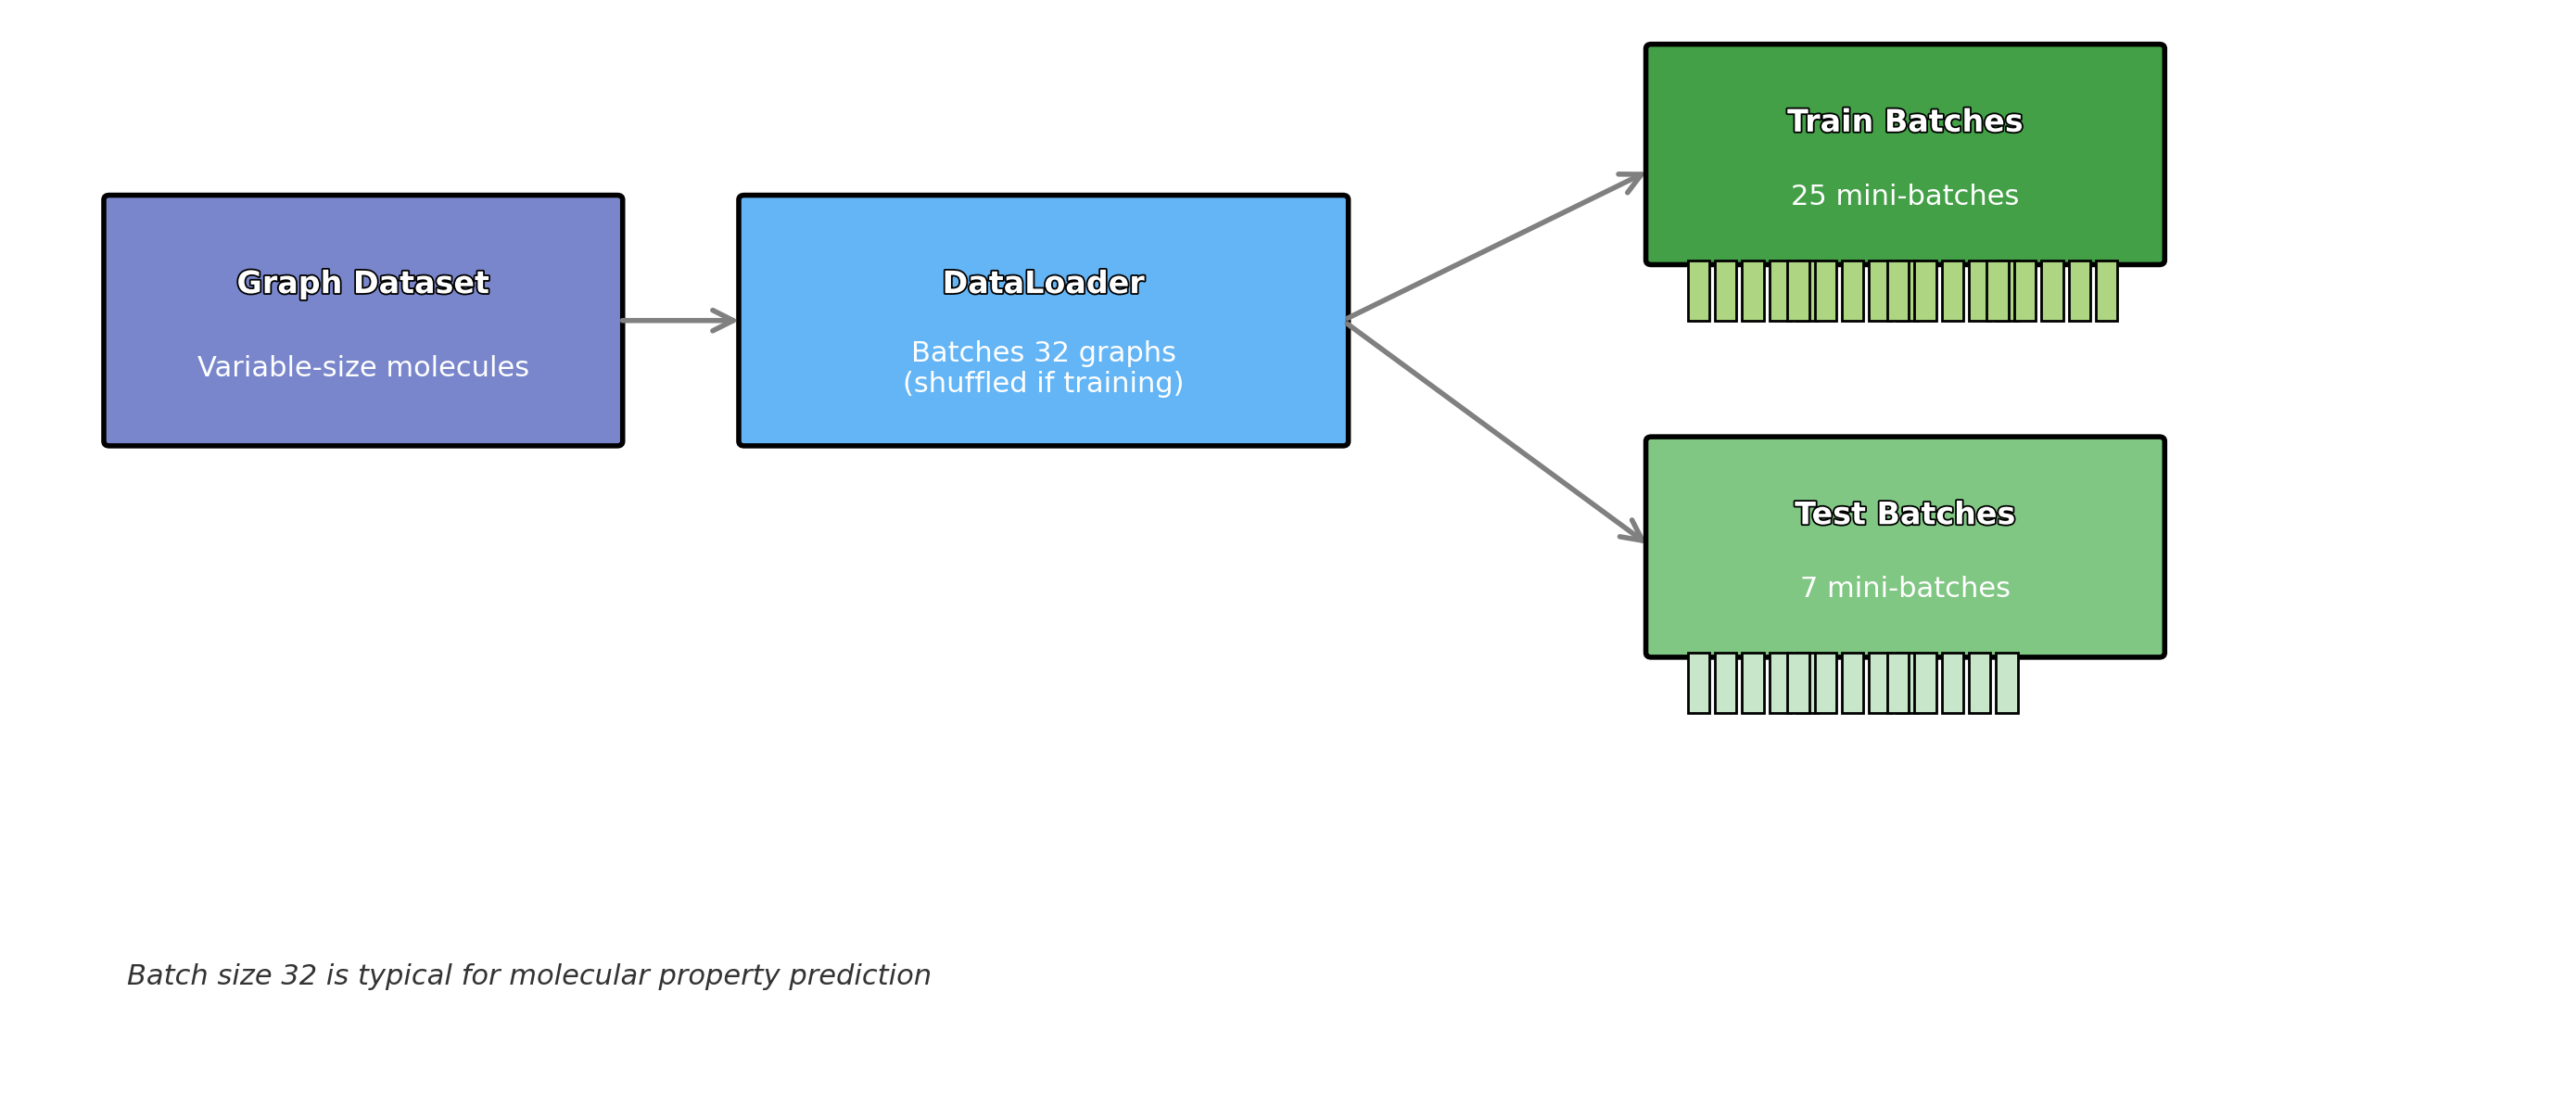 Graph Dataset
Variable-size molecules
DataLoader
Batches 32 graphs
(shuffled if training)
Train Batches
25 mini-batches
Test Batches
7 mini-batches
Batch size 32 is typical for molecular property prediction